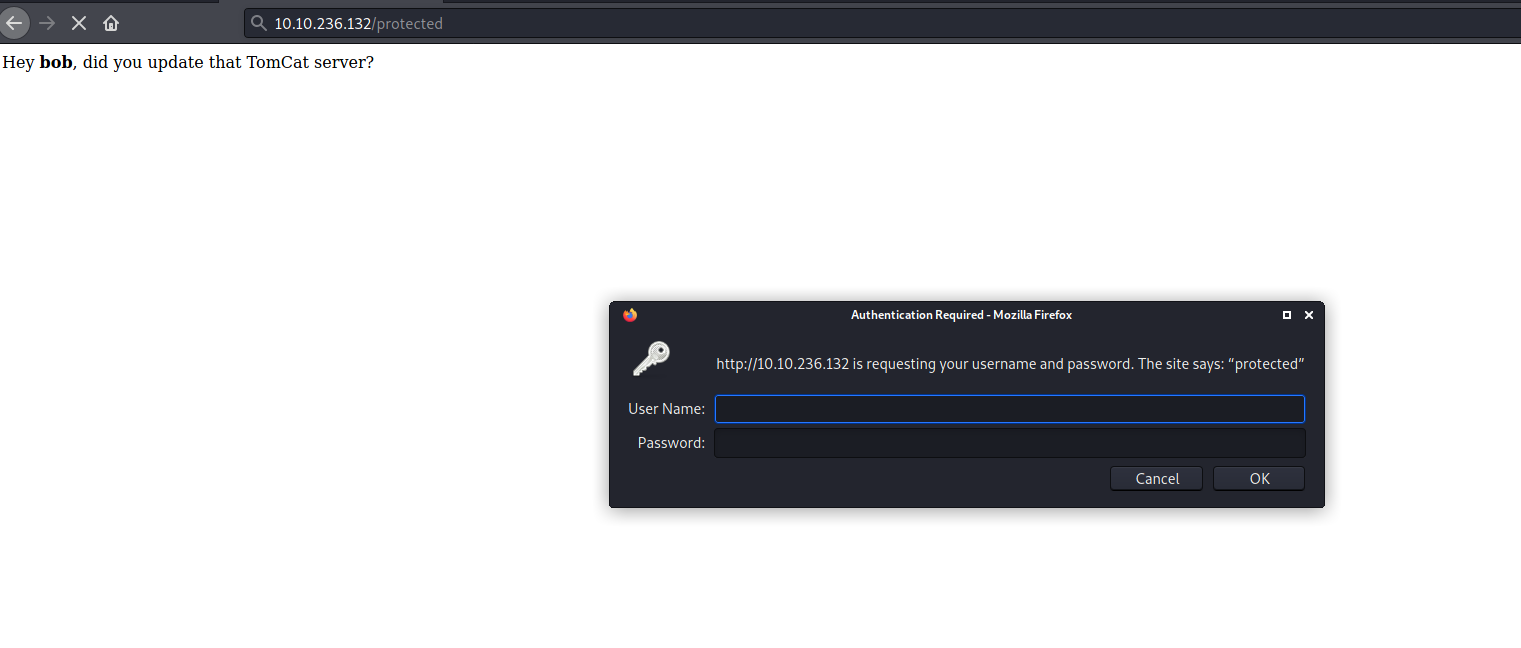 10.10.236.132/protected
Hey bob, did you update that TomCat server?
Authentication Required - Mozilla Firefox
http://10.10.236.132 is requesting your username and password. The site says: “protected”
User Name:
Password:
Cancel OK